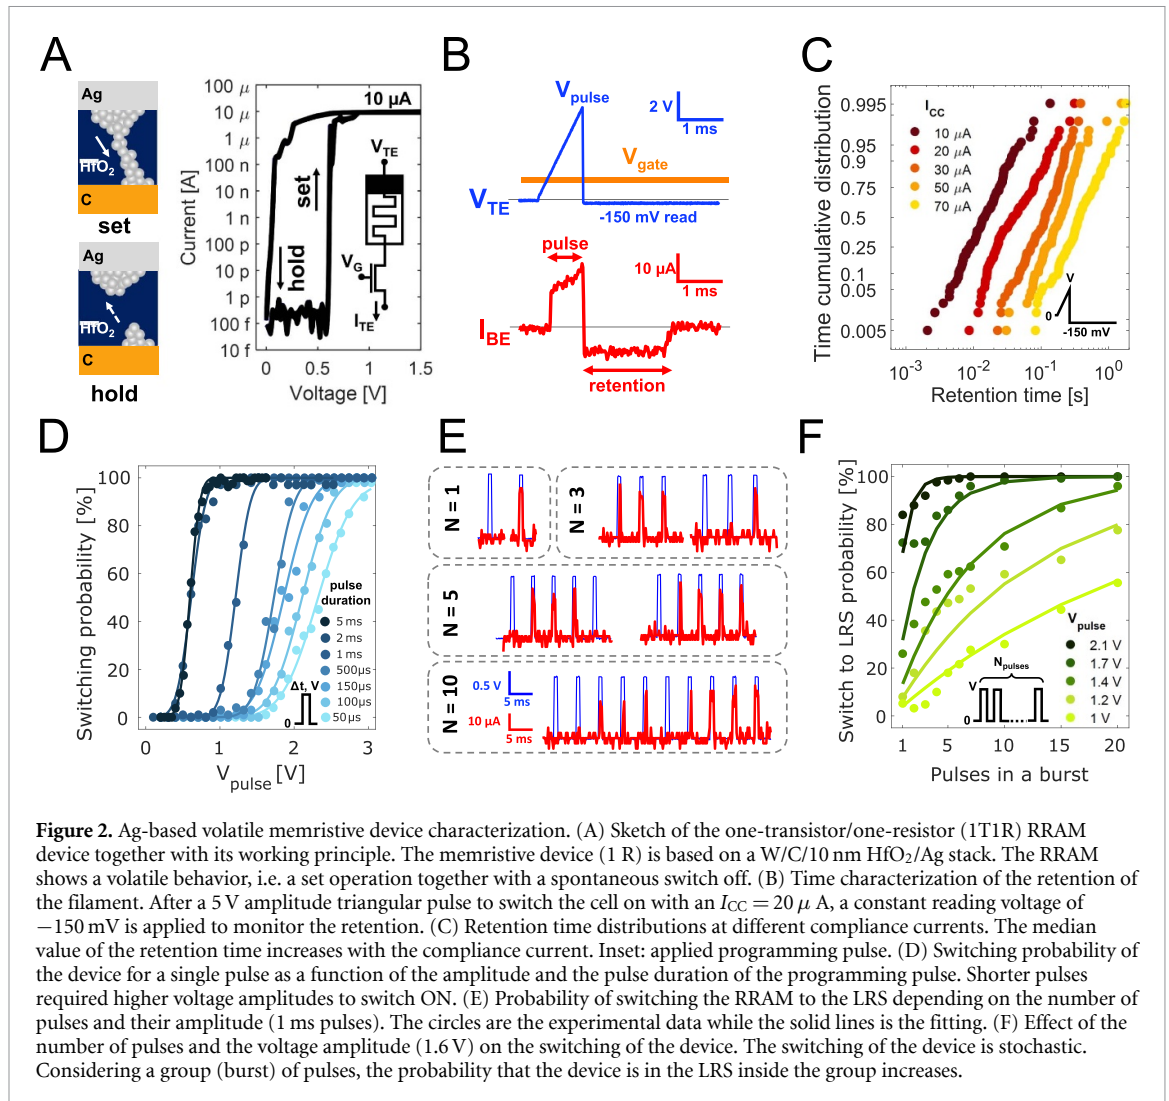 A
Ag
HfO2
C
set
Ag
HfO2
C
hold
Current [A]
100 μ
10 μ
1 μ
100 n
10 n
1 n
100 p
10 p
1 p
100 f
10 f
10 μA
set
hold
VTE
VG
ITE
0 0.5 1 1.5
Voltage [V]
B
Vpulse
2 V
1 ms
Vgate
VTE
-150 mV read
pulse
10 μA
1 ms
IBE
retention
C
Time cumulative distribution
0.995
0.95
0.9
0.75
0.5
0.25
0.1
0.05
0.005
ICC
10 μA
20 μA
30 μA
50 μA
70 μA
V
0
-150 mV
10-3 10-2 10-1 100
Retention time [s]
D
Switching probability [%]
100
80
60
40
20
0
pulse
duration
5 ms
2 ms
1 ms
500μs
150μs
100μs
50μs
Δt, V
0
0 1 2 3
Vpulse [V]
E
N = 1
N = 3
N = 5
N = 10
0.5 V
5 ms
10 μA
5 ms
F
Switch to LRS probability [%]
100
80
60
40
20
0
Vpulse
2.1 V
1.7 V
1.4 V
1.2 V
1 V
Npulses
V
0
1 5 10 15 20
Pulses in a burst
Figure 2. Ag-based volatile memristive device characterization. (A) Sketch of the one-transistor/one-resistor (1T1R) RRAM
device together with its working principle. The memristive device (1 R) is based on a W/C/10 nm HfO2/Ag stack. The RRAM
shows a volatile behavior, i.e. a set operation together with a spontaneous switch off. (B) Time characterization of the retention of
the filament. After a 5 V amplitude triangular pulse to switch the cell on with an ICC = 20 μ A, a constant reading voltage of
−150 mV is applied to monitor the retention. (C) Retention time distributions at different compliance currents. The median
value of the retention time increases with the compliance current. Inset: applied programming pulse. (D) Switching probability of
the device for a single pulse as a function of the amplitude and the pulse duration of the programming pulse. Shorter pulses
required higher voltage amplitudes to switch ON. (E) Probability of switching the RRAM to the LRS depending on the number of
pulses and their amplitude (1 ms pulses). The circles are the experimental data while the solid lines is the fitting. (F) Effect of the
number of pulses and the voltage amplitude (1.6 V) on the switching of the device. The switching of the device is stochastic.
Considering a group (burst) of pulses, the probability that the device is in the LRS inside the group increases.